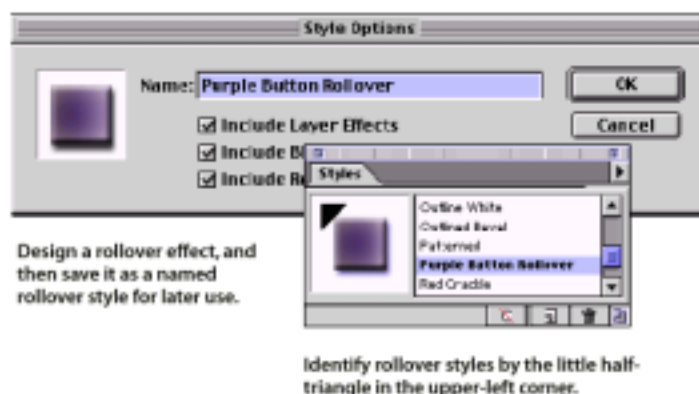 Style Options
Name: Purple Button Rollover
OK
Include Layer Effects
Cancel
Include
Include
Styles
Outline White
Outlined Bevel
Patterned
Purple Button Rollover
Red Crackle
Design a rollover effect, and
then save it as a named
rollover style for later use.
Identify rollover styles by the little half-
triangle in the upper-left corner.